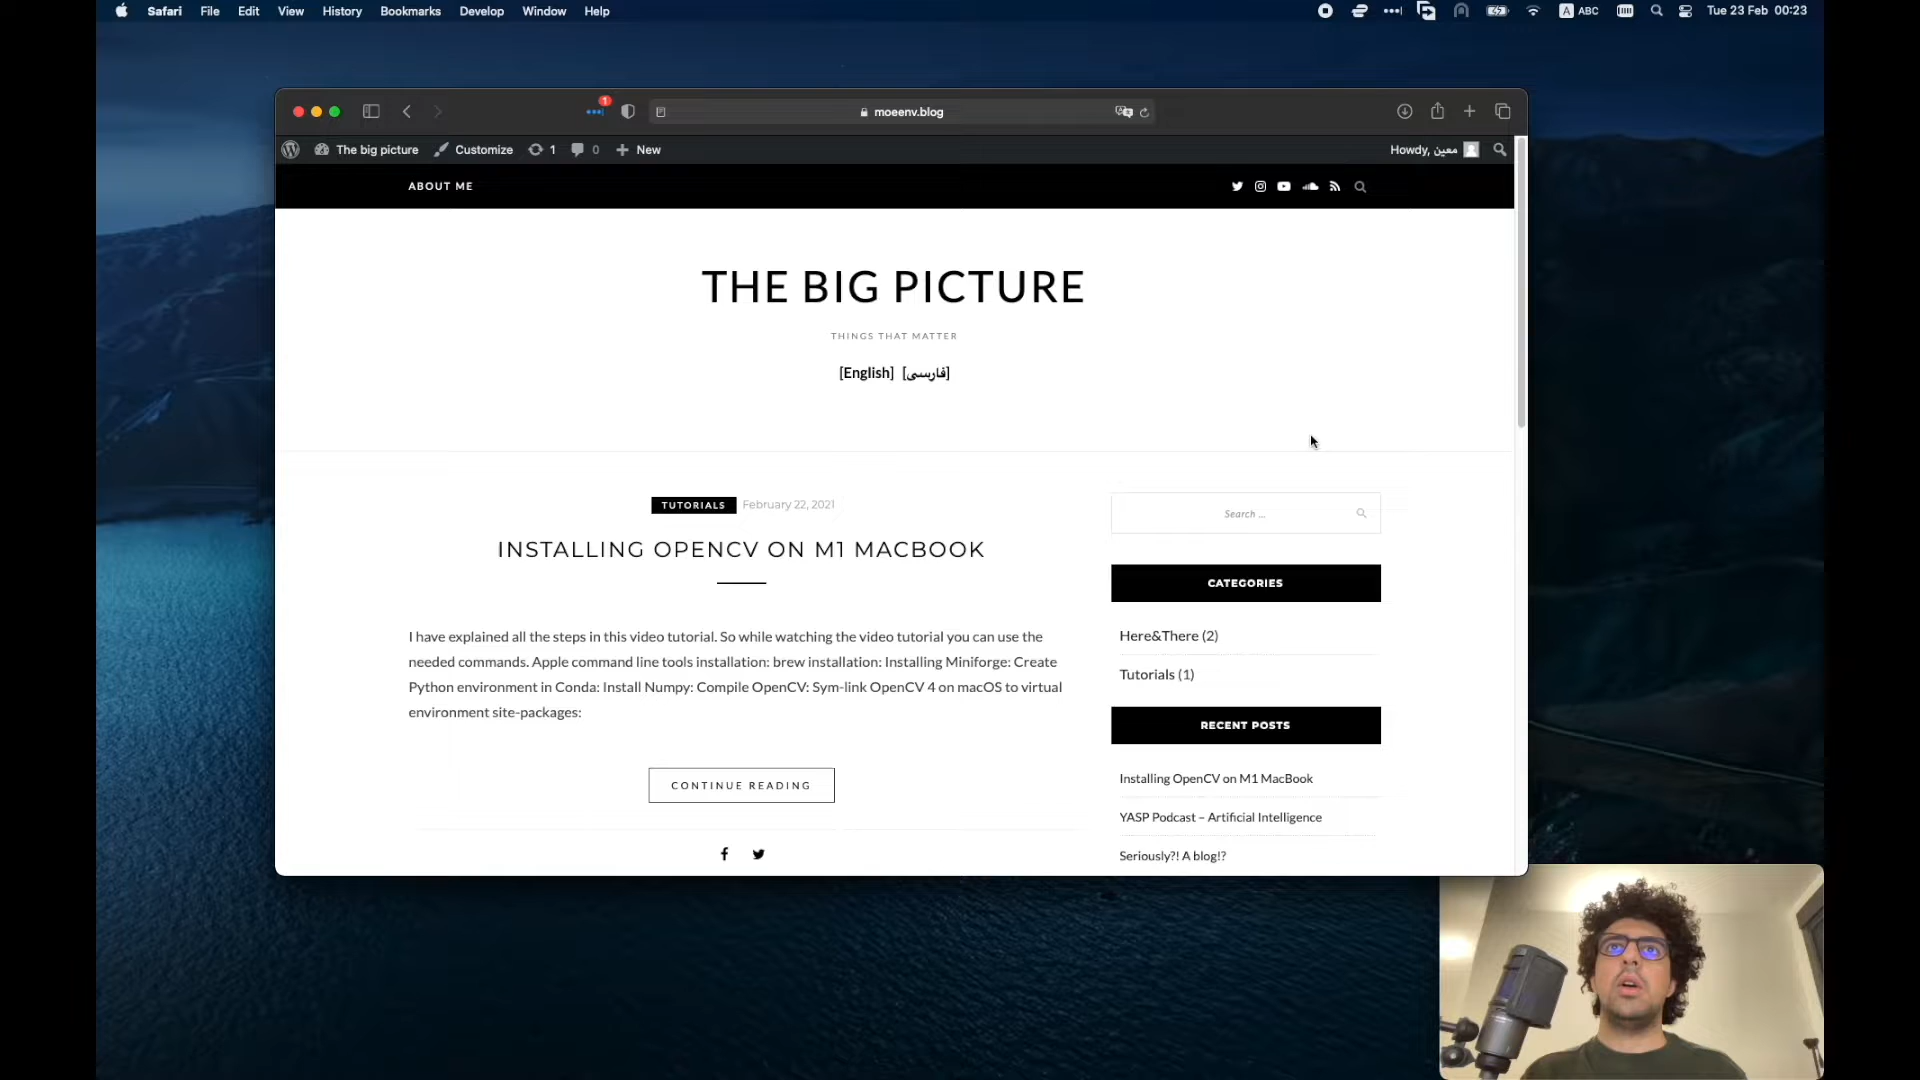 Safari File Edit View History Bookmarks Develop Window Help
A ABC Tue 23 Feb 00:23
1
moeenv.blog
The big picture Customize 1 0 New
Howdy, معین
ABOUT ME
THE BIG PICTURE
THINGS THAT MATTER
[English] [فارسی]
TUTORIALS February 22, 2021
INSTALLING OPENCV ON M1 MACBOOK
I have explained all the steps in this video tutorial. So while watching the video tutorial you can use the
needed commands. Apple command line tools installation: brew installation: Installing Miniforge: Create
Python environment in Conda: Install Numpy: Compile OpenCV: Sym-link OpenCV 4 on macOS to virtual
environment site-packages:
CONTINUE READING
Search ...
CATEGORIES
Here&There (2)
Tutorials (1)
RECENT POSTS
Installing OpenCV on M1 MacBook
YASP Podcast – Artificial Intelligence
Seriously?! A blog!?